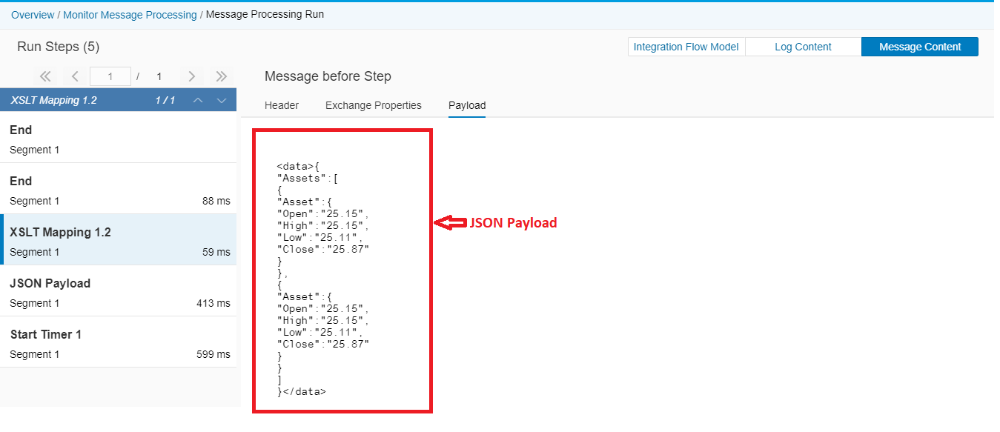 Overview / Monitor Message Processing / Message Processing Run
Run Steps (5)
Integration Flow Model
Log Content
Message Content
1 / 1
XSLT Mapping 1.2 1 / 1
End
Segment 1
End
Segment 1 88 ms
XSLT Mapping 1.2
Segment 1 59 ms
JSON Payload
Segment 1 413 ms
Start Timer 1
Segment 1 599 ms
Message before Step
Header Exchange Properties Payload
<data>{
"Assets":[
{
"Asset":{
"Open":"25.15",
"High":"25.15",
"Low":"25.11",
"Close":"25.87"
}
},
{
"Asset":{
"Open":"25.15",
"High":"25.15",
"Low":"25.11",
"Close":"25.87"
}
}
]
}</data>
JSON Payload